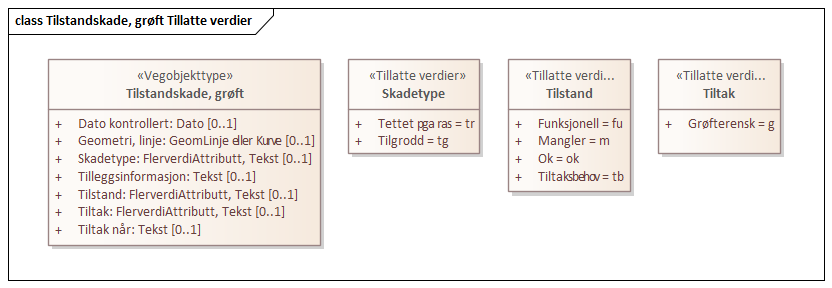 class Tilstandskade, grøft Tillatte verdier
«Vegobjekttype»
Tilstandskade, grøft
+ Dato kontrollert: Dato [0..1]
+ Geometri, linje: GeomLinje eller Kurve [0..1]
+ Skadetype: FlerverdiAttributt, Tekst [0..1]
+ Tilleggsinformasjon: Tekst [0..1]
+ Tilstand: FlerverdiAttributt, Tekst [0..1]
+ Tiltak: FlerverdiAttributt, Tekst [0..1]
+ Tiltak når: Tekst [0..1]
«Tillatte verdier»
Skadetype
+ Tettet pga ras = tr
+ Tilgrodd = tg
«Tillatte verdi...
Tilstand
+ Funksjonell = fu
+ Mangler = m
+ Ok = ok
+ Tiltaksbehov = tb
«Tillatte verdi...
Tiltak
+ Grøfterensk = g